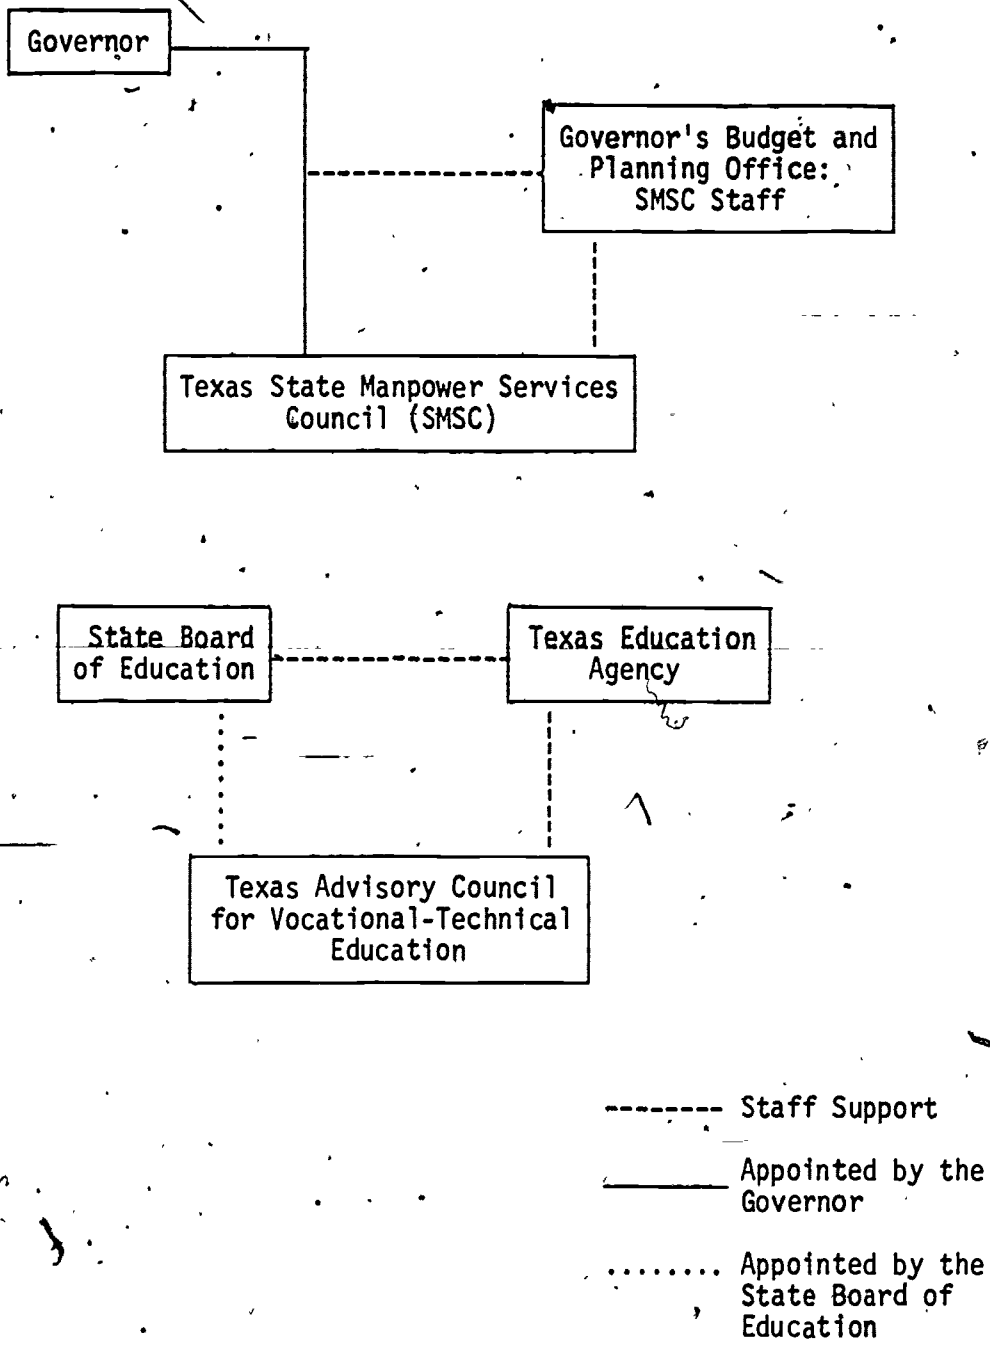 Governor
Governor's Budget and
Planning Office:
SMSC Staff
Texas State Manpower Services
Council (SMSC)
State Board
of Education
Texas Education
Agency
Texas Advisory Council
for Vocational-Technical
Education
Staff Support
Appointed by the
Governor
Appointed by the
State Board of
Education